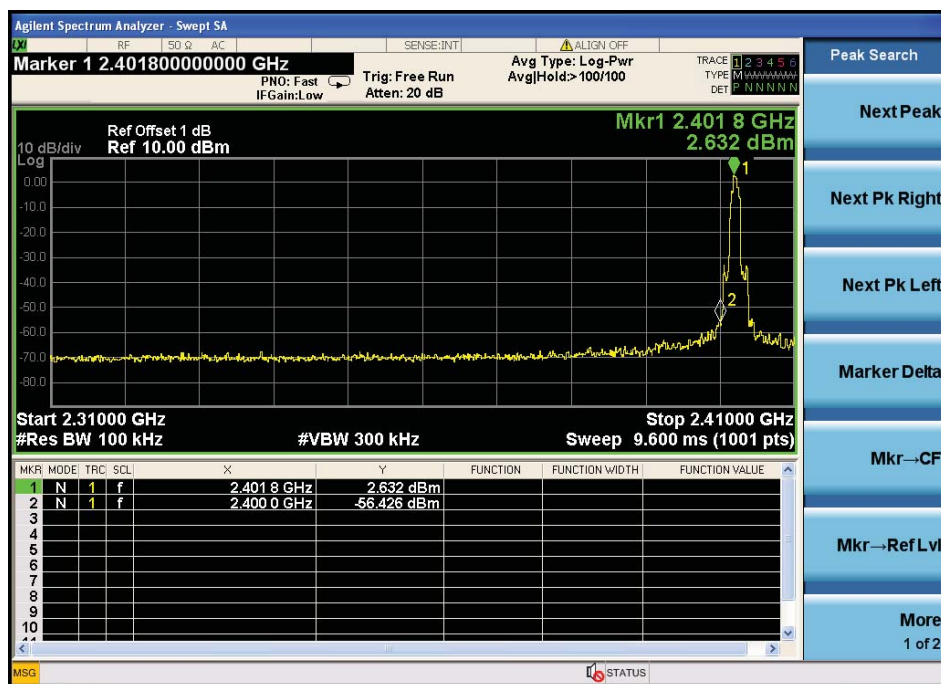 Agilent Spectrum Analyzer - Swept SA
LXI RF 50 Ω AC SENSE:INT ALIGN OFF
Marker 1 2.401800000000 GHz
PNO: Fast
IFGain:Low
Trig: Free Run
Atten: 20 dB
Avg Type: Log-Pwr
Avg|Hold:>100/100
TRACE 1 2 3 4 5 6
TYPE M
DET P N N N N N
Mkr1 2.401 8 GHz
2.632 dBm
Ref Offset 1 dB
10 dB/div Ref 10.00 dBm
Log
0.00
-10.0
-20.0
-30.0
-40.0
-50.0
-60.0
-70.0
-80.0
1
2
Start 2.31000 GHz Stop 2.41000 GHz
#Res BW 100 kHz #VBW 300 kHz Sweep 9.600 ms (1001 pts)
MKR MODE TRC SCL X Y FUNCTION FUNCTION WIDTH FUNCTION VALUE
1 N 1 f 2.401 8 GHz 2.632 dBm
2 N 1 f 2.400 0 GHz -56.426 dBm
3
4
5
6
7
8
9
10
MSG STATUS
Peak Search
Next Peak
Next Pk Right
Next Pk Left
Marker Delta
Mkr→CF
Mkr→Ref Lvl
More
1 of 2